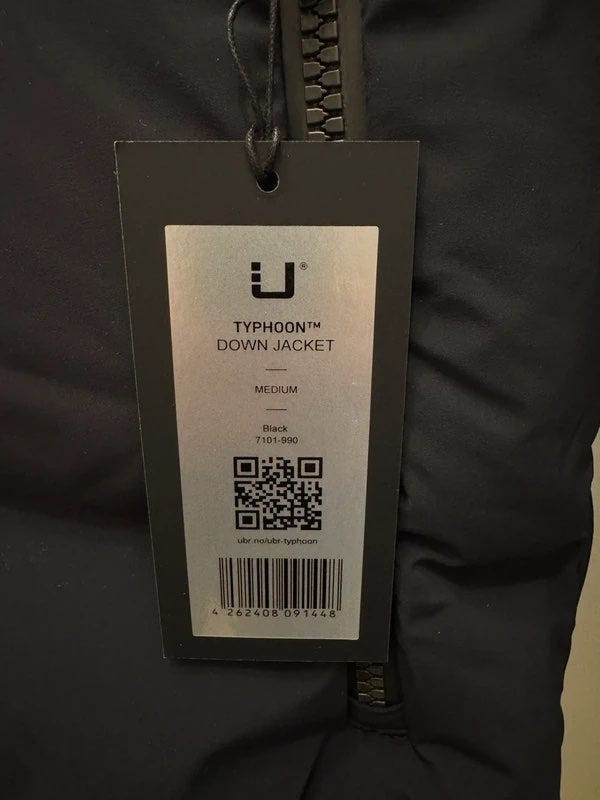 U®
TYPHOON™
DOWN JACKET
MEDIUM
Black
7101-990
ubr.no/ubr-typhoon
4 262408 091448